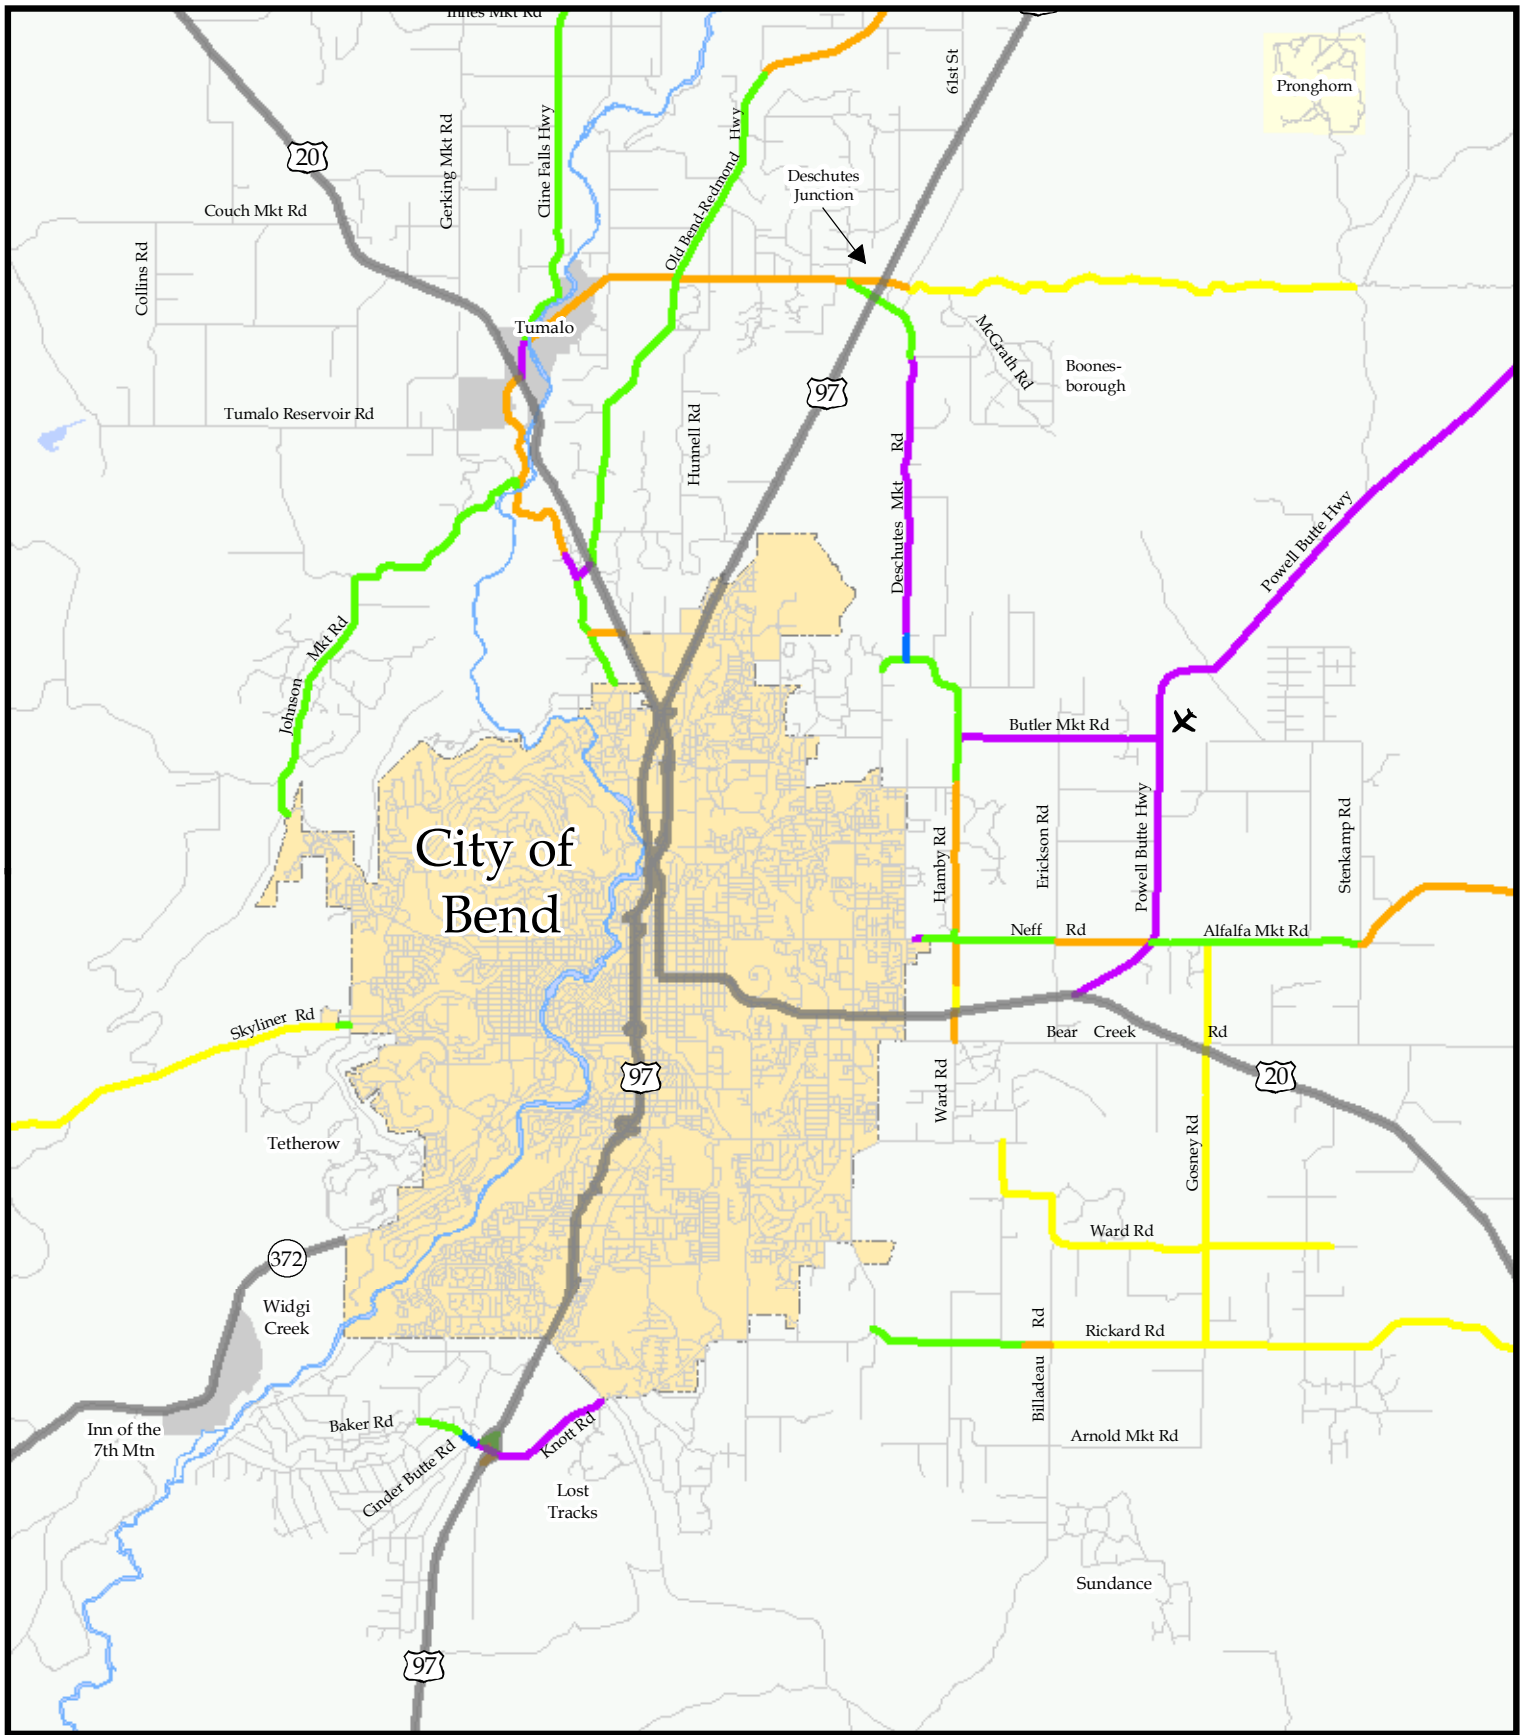 Innes Mkt Rd
61st St
Pronghorn
Cline Falls Hwy
Gerking Mkt Rd
Old Bend-Redmond Hwy
20
Deschutes
Junction
Couch Mkt Rd
Collins Rd
Tumalo
McGrath Rd
Boones-
borough
97
Tumalo Reservoir Rd
Hunnell Rd
Deschutes Mkt Rd
Powell Butte Hwy
Johnson Mkt Rd
Butler Mkt Rd
City of
Bend
Hamby Rd
Erickson Rd
Powell Butte Hwy
Stenkamp Rd
Neff Rd
Alfalfa Mkt Rd
Skyliner Rd
Bear Creek Rd
97
20
Ward Rd
Tetherow
Gosney Rd
Ward Rd
372
Widgi
Creek
Billadeau Rd
Rickard Rd
Inn of the
7th Mtn
Baker Rd
Cinder Butte Rd
Knott Rd
Arnold Mkt Rd
Lost
Tracks
Sundance
97